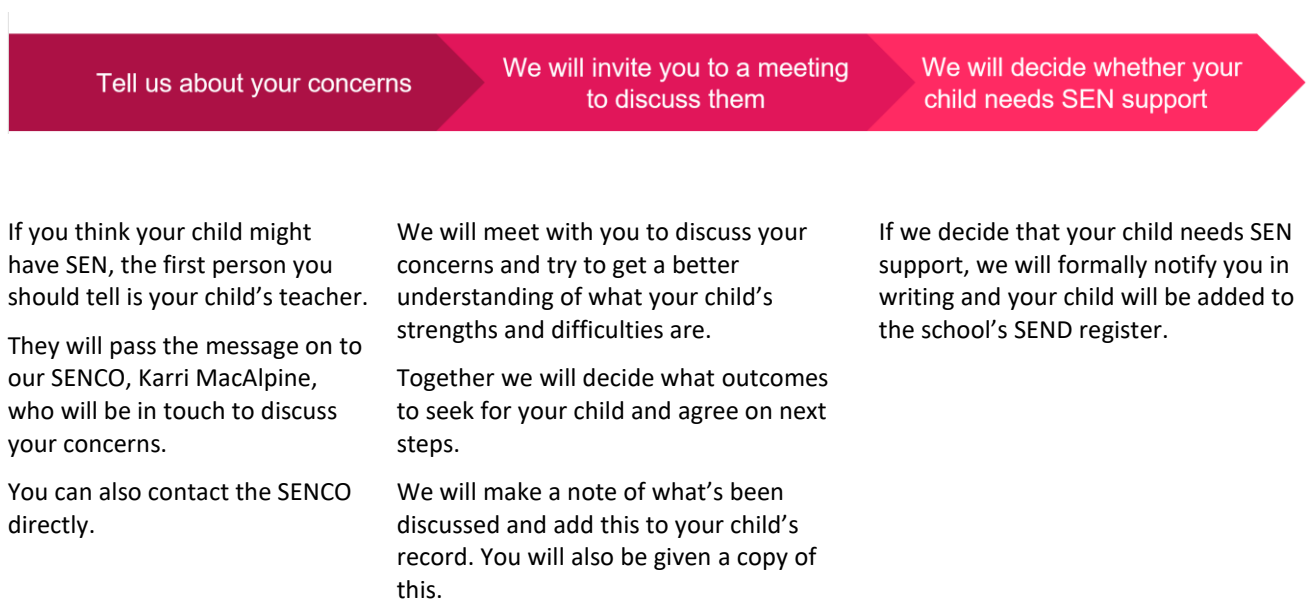 Tell us about your concerns
We will invite you to a meeting
to discuss them
We will decide whether your
child needs SEN support
If you think your child might
have SEN, the first person you
should tell is your child’s teacher.
They will pass the message on to
our SENCO, Karri MacAlpine,
who will be in touch to discuss
your concerns.
You can also contact the SENCO
directly.
We will meet with you to discuss your
concerns and try to get a better
understanding of what your child’s
strengths and difficulties are.
Together we will decide what outcomes
to seek for your child and agree on next
steps.
We will make a note of what’s been
discussed and add this to your child’s
record. You will also be given a copy of
this.
If we decide that your child needs SEN
support, we will formally notify you in
writing and your child will be added to
the school’s SEND register.